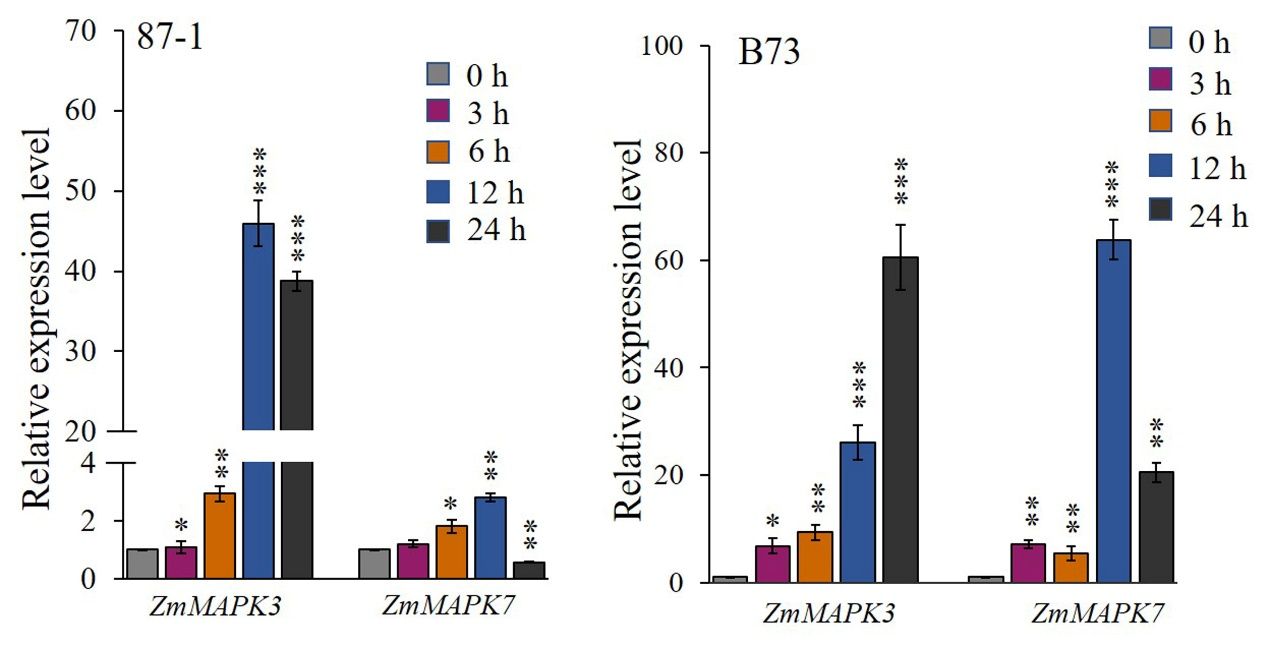 87-1
Relative expression level
70
60
50
40
30
20
4
2
0
0 h
3 h
6 h
12 h
24 h
*
**
***
***
*
**
**
ZmMAPK3
ZmMAPK7
B73
Relative expression level
100
80
60
40
20
0
0 h
3 h
6 h
12 h
24 h
*
**
***
***
**
**
***
**
ZmMAPK3
ZmMAPK7